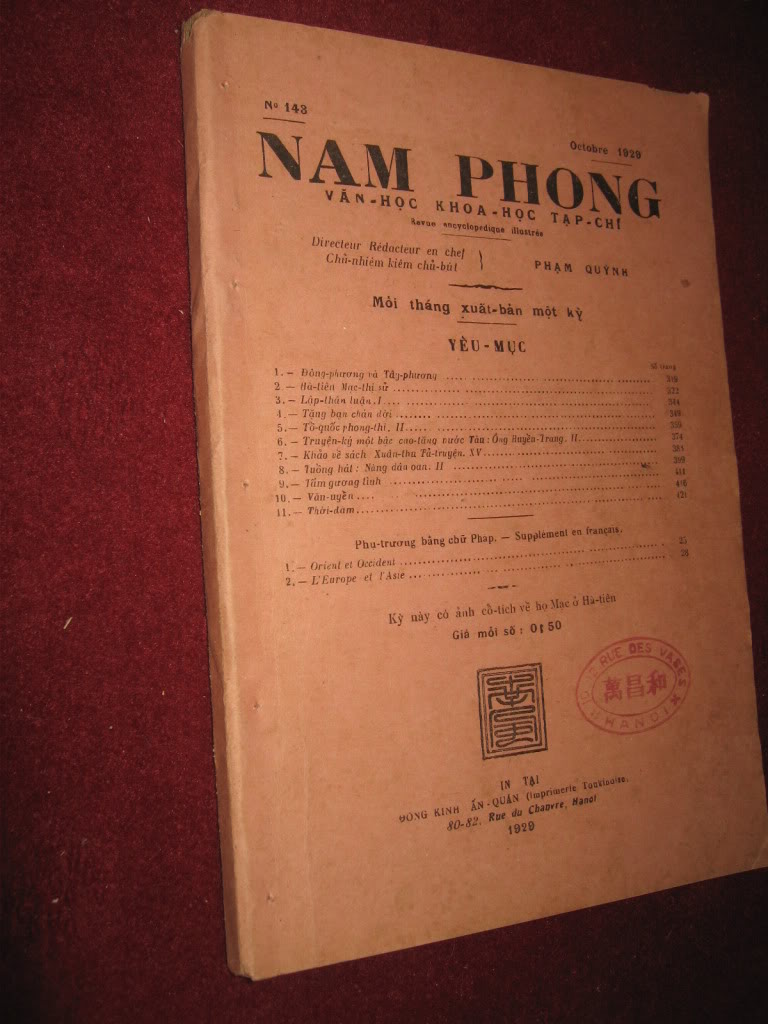 Nº 143
Octobre 1929
NAM PHONG
VĂN-HỌC KHOA-HỌC TẠP-CHÍ
Revue encyclopédique illustrée
Directeur Rédacteur en chef
Chủ-nhiệm kiêm chủ-bút
PHẠM QUỲNH
Mỗi tháng xuất-bản một kỳ
YẾU-MỤC
Số trang
1. — Đông-phương và Tây-phương
2. — Hà-tiên Mạc-thị sử 322
3. — Lập-thân luận. I
4. — Tặng bạn chán đời
5. — Tổ-quốc phong-thi. II
6. — Truyện-ký một bậc cao-tăng nước Tàu: Ông Huyền-Trang. II 374
7. — Khảo về sách Xuân-thu Tả-truyện. XV
8. — Tuồng hát: Nàng dâu oan. II
9. — Tấm gương tình
10. — Văn-uyển
11. — Thời-đàm
Phụ-trương bằng chữ Pháp. — Supplément en français.
1. — Orient et Occident 25
2. — L'Europe et l'Asie 28
Kỳ này có ảnh cổ-tích về họ Mạc ở Hà-tiên
Giá mỗi số: 0$50
RUE DES VASES
萬昌和
HANOI
IN TẠI
ĐÔNG KINH ẤN-QUÁN (Imprimerie Tonkinoise)
80-82, Rue du Chanvre, Hanoi
1929